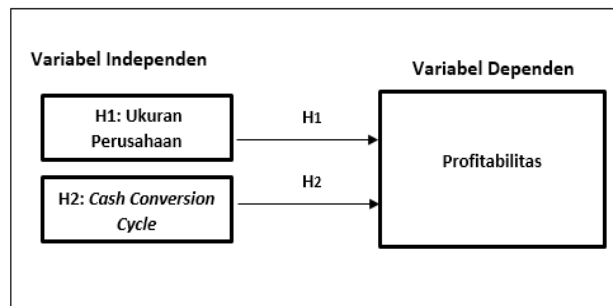 Variabel Independen
Variabel Dependen
H1: Ukuran
Perusahaan
H1
Profitabilitas
H2: Cash Conversion
Cycle
H2